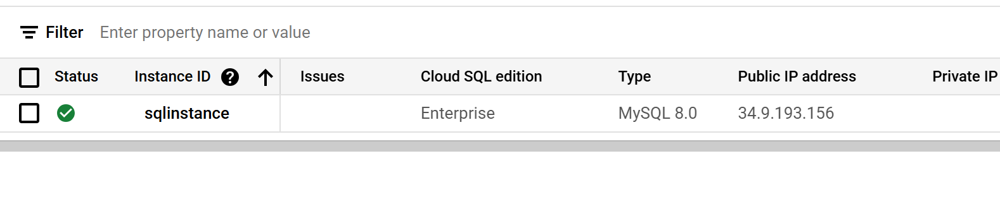 Filter Enter property name or value
Status Instance ID Issues Cloud SQL edition Type Public IP address Private IP
sqlinstance Enterprise MySQL 8.0 34.9.193.156